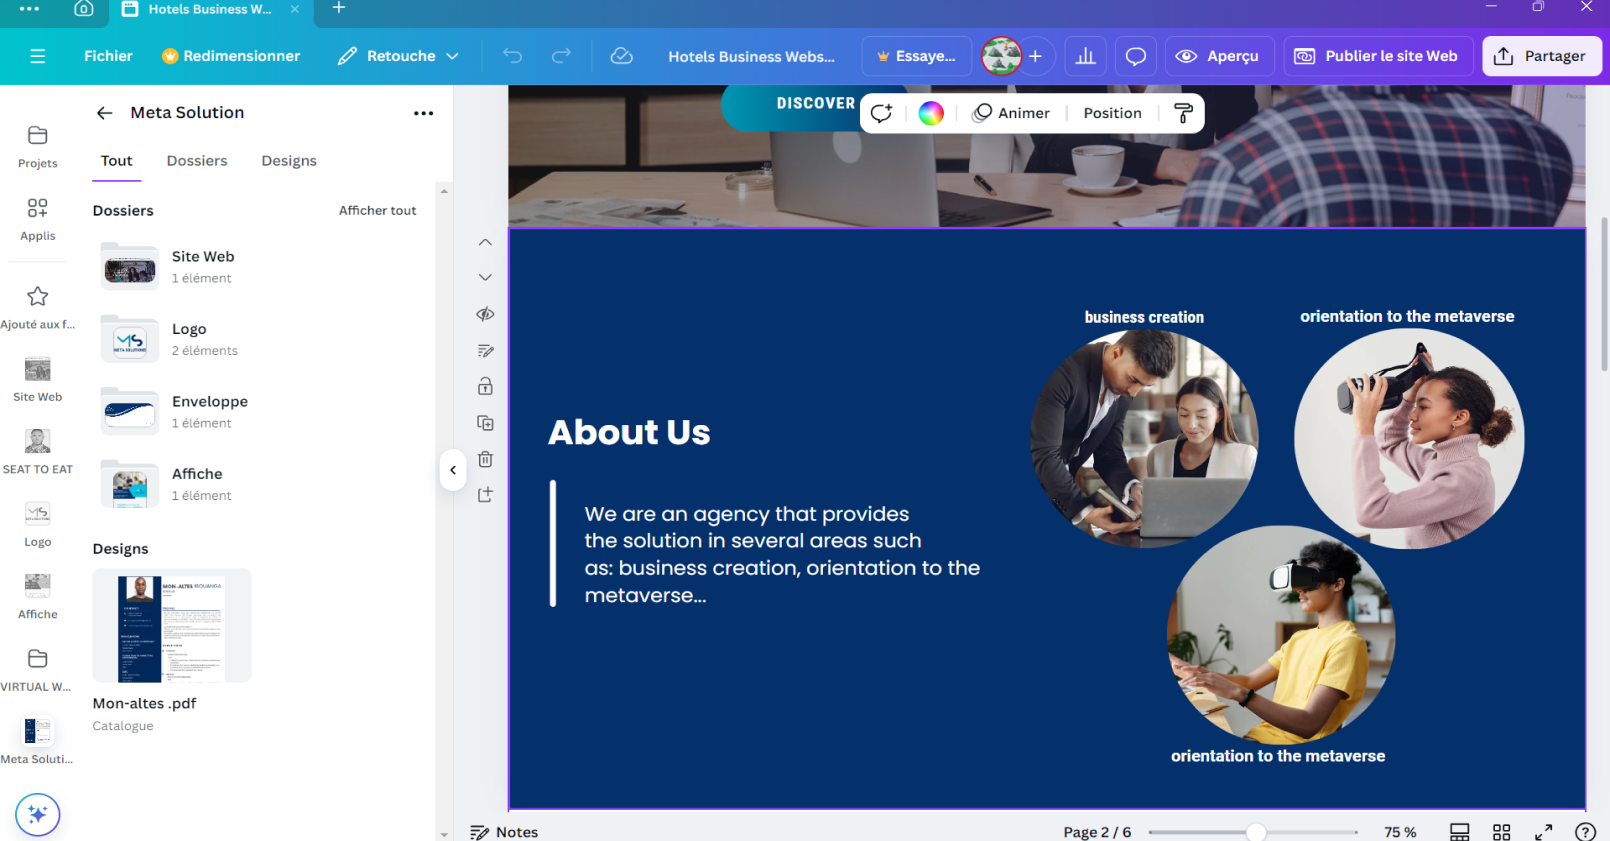 Hotels Business W...
Fichier
Redimensionner
Retouche
Hotels Business Webs...
Essaye...
Aperçu
Publier le site Web
Partager
Meta Solution
Tout
Dossiers
Designs
Dossiers
Afficher tout
Site Web
1 élément
Logo
2 éléments
Enveloppe
1 élément
Affiche
1 élément
Designs
MON-ALTES
Mon-altes .pdf
Catalogue
Projets
Applis
Ajouté aux f...
Site Web
SEAT TO EAT
Logo
Affiche
VIRTUAL W...
Meta Soluti...
DISCOVER
Animer
Position
business creation
orientation to the metaverse
About Us
We are an agency that provides
the solution in several areas such
as: business creation, orientation to the
metaverse...
orientation to the metaverse
Notes
Page 2 / 6
75 %